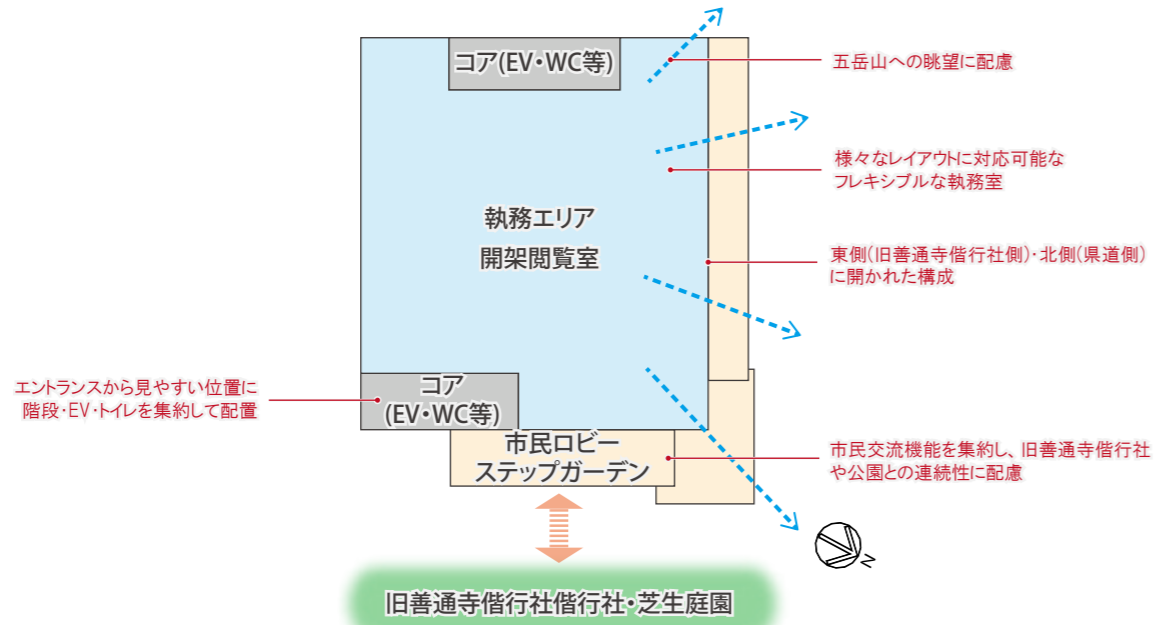 コア(EV・WC等)
五岳山への眺望に配慮
様々なレイアウトに対応可能な
フレキシブルな執務室
執務エリア
開架閲覧室
東側(旧善通寺偕行社側)・北側(県道側)
に開かれた構成
エントランスから見やすい位置に
階段・EV・トイレを集約して配置
コア
(EV・WC等)
市民ロビー
ステップガーデン
市民交流機能を集約し、旧善通寺偕行社
や公園との連続性に配慮
N
旧善通寺偕行社偕行社・芝生庭園